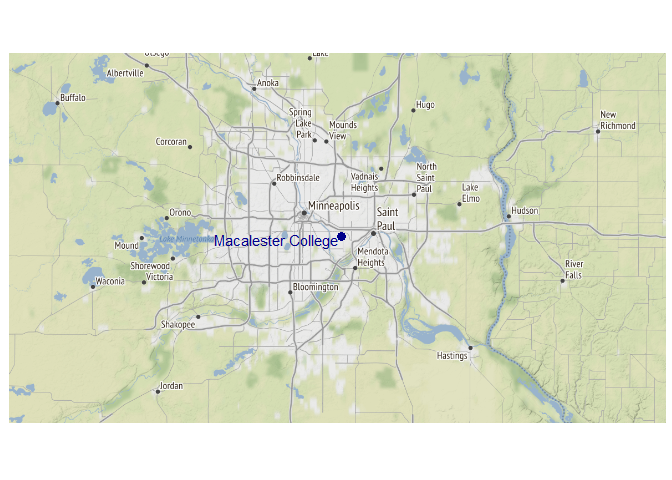 Lake
Otsego
Albertville
Anoka
Buffalo
Hugo
Spring
Lake
Park
Mounds
View
New
Richmond
Corcoran
Vadnais
Heights
North
Saint
Paul
Robbinsdale
Lake
Elmo
Orono
Minneapolis
Saint
Paul
Hudson
Mound
Lake Minnetonka
Macalester College
Mendota
Heights
Shorewood
Victoria
River
Falls
Waconia
Bloomington
Shakopee
Hastings
Jordan